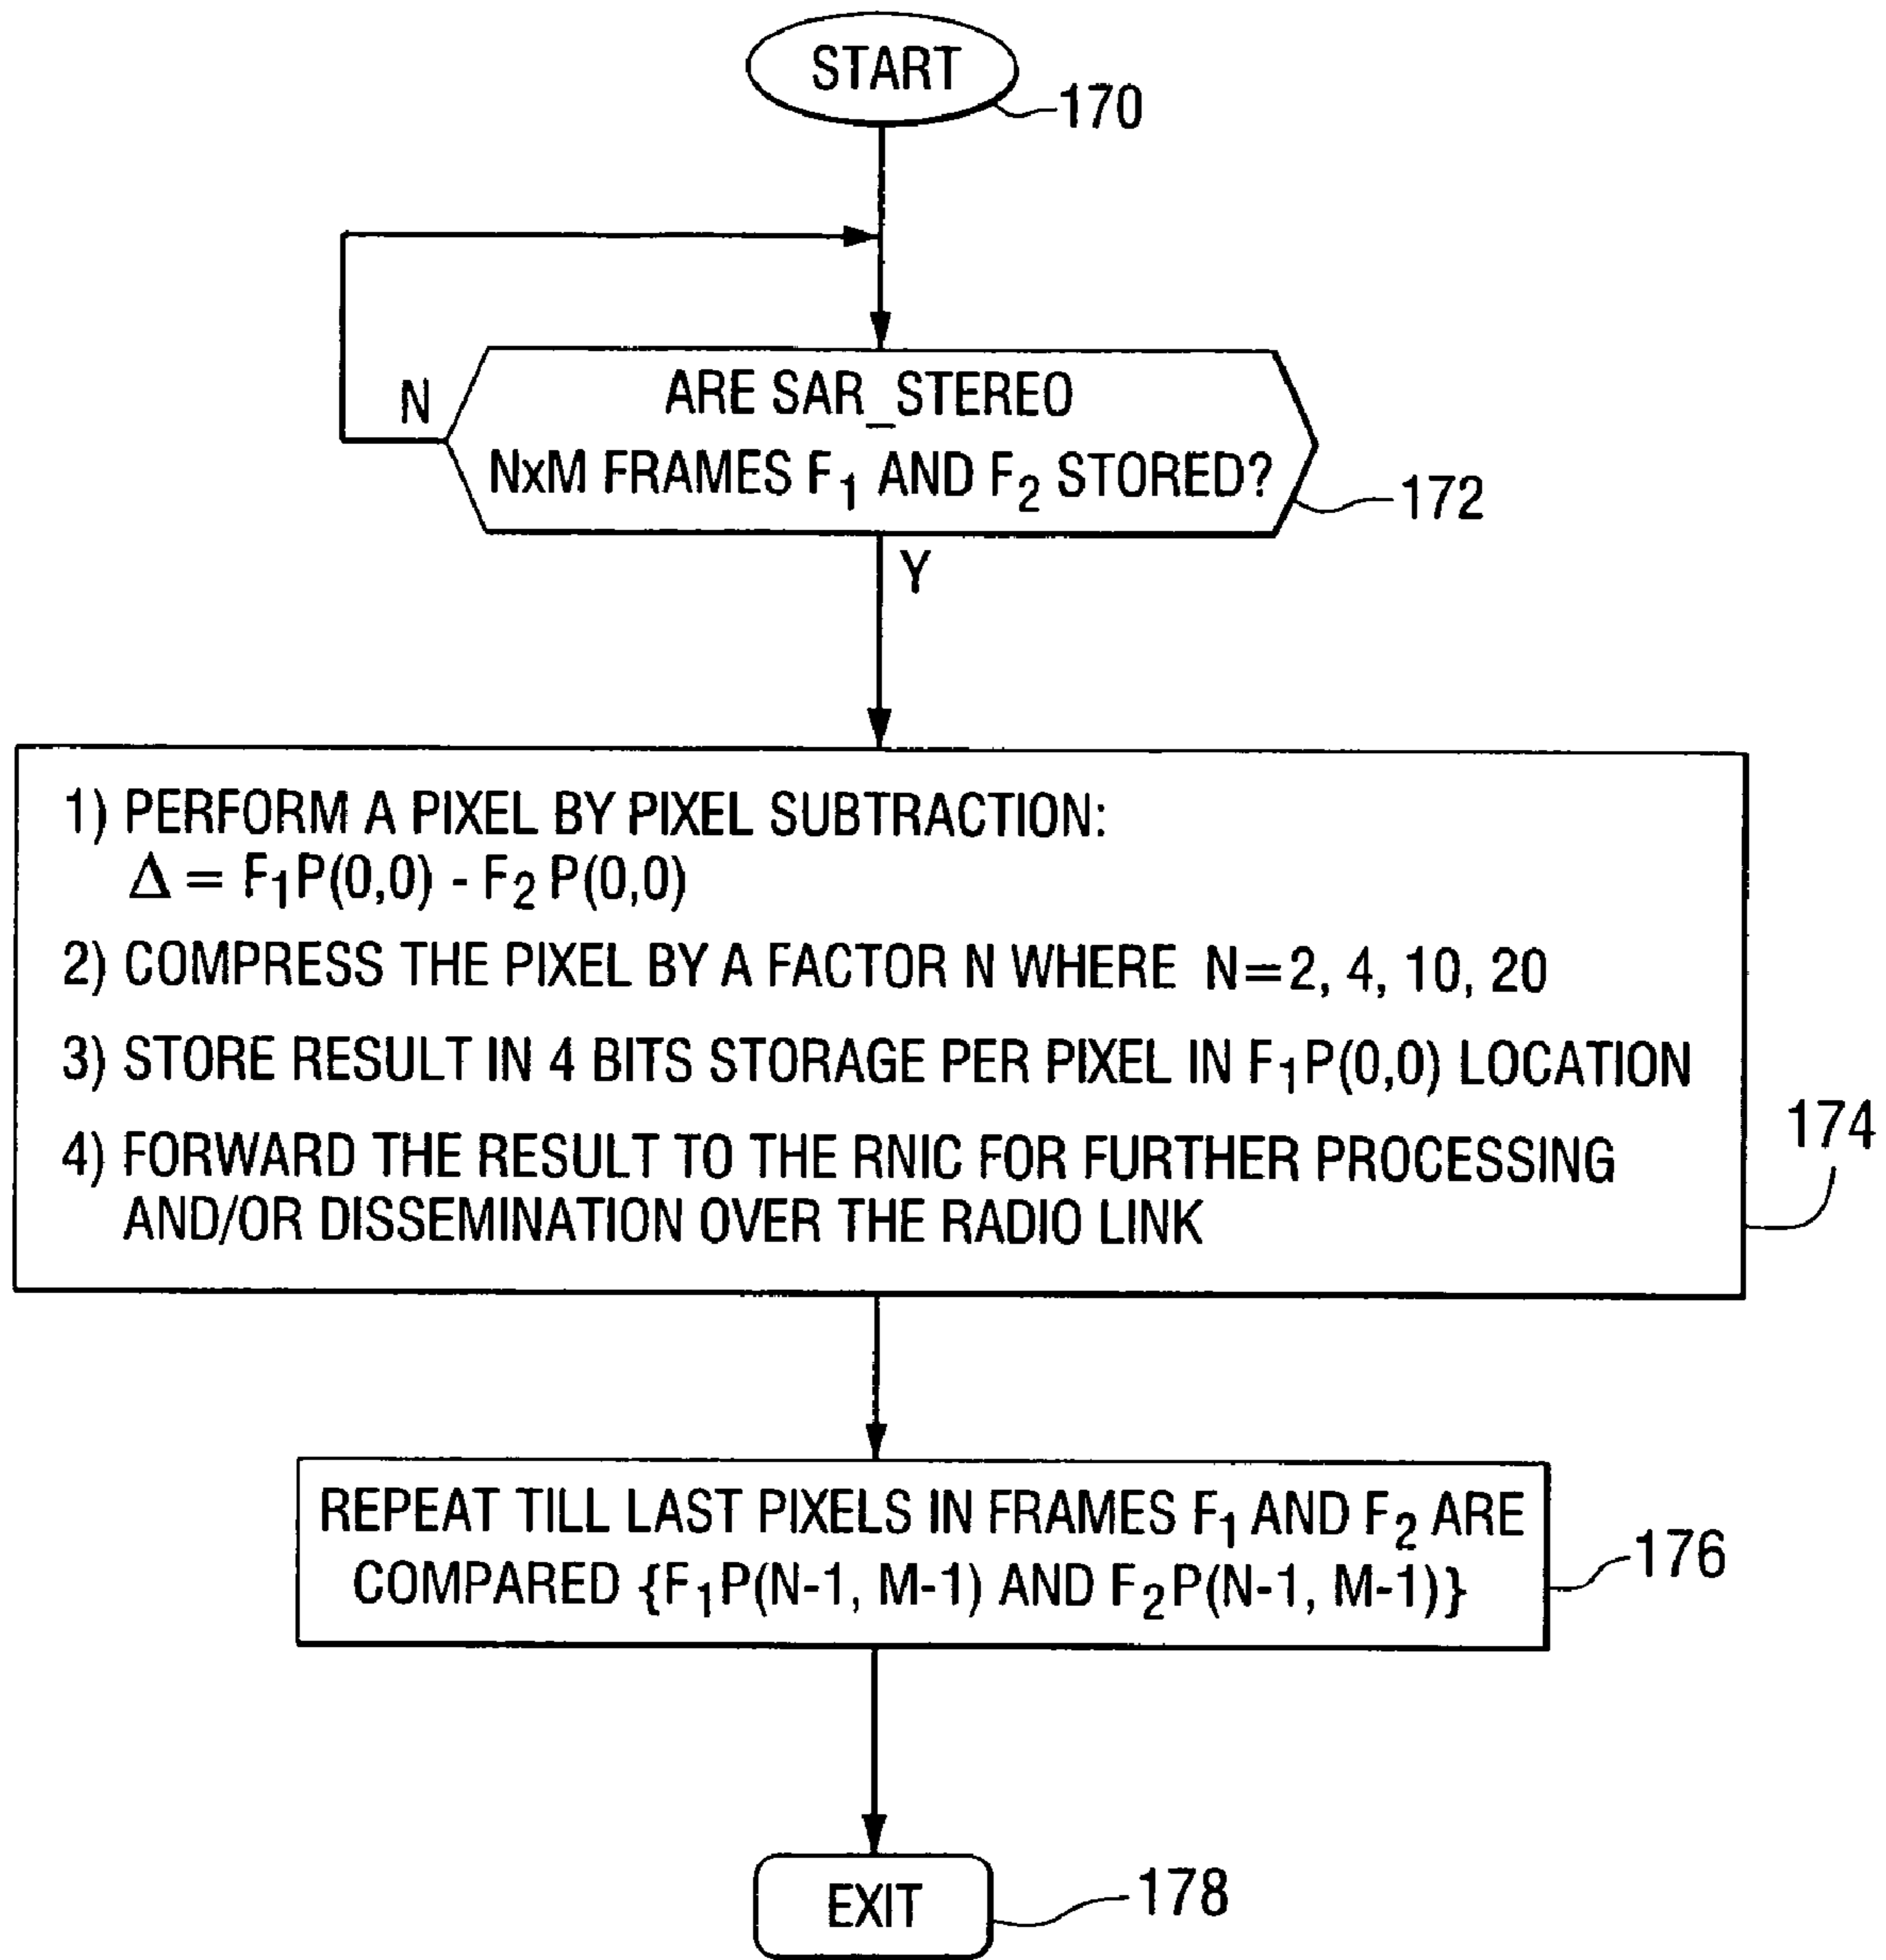 START
170
ARE SAR_STEREO
N
NxM FRAMES F₁ AND F₂ STORED?
172
Y
1) PERFORM A PIXEL BY PIXEL SUBTRACTION:
Δ = F₁P(0,0) - F₂ P(0,0)
2) COMPRESS THE PIXEL BY A FACTOR N WHERE N=2, 4, 10, 20
3) STORE RESULT IN 4 BITS STORAGE PER PIXEL IN F₁P(0,0) LOCATION
4) FORWARD THE RESULT TO THE RNIC FOR FURTHER PROCESSING
AND/OR DISSEMINATION OVER THE RADIO LINK
174
REPEAT TILL LAST PIXELS IN FRAMES F₁ AND F₂ ARE
COMPARED {F₁P(N-1, M-1) AND F₂P(N-1, M-1)}
176
EXIT
178